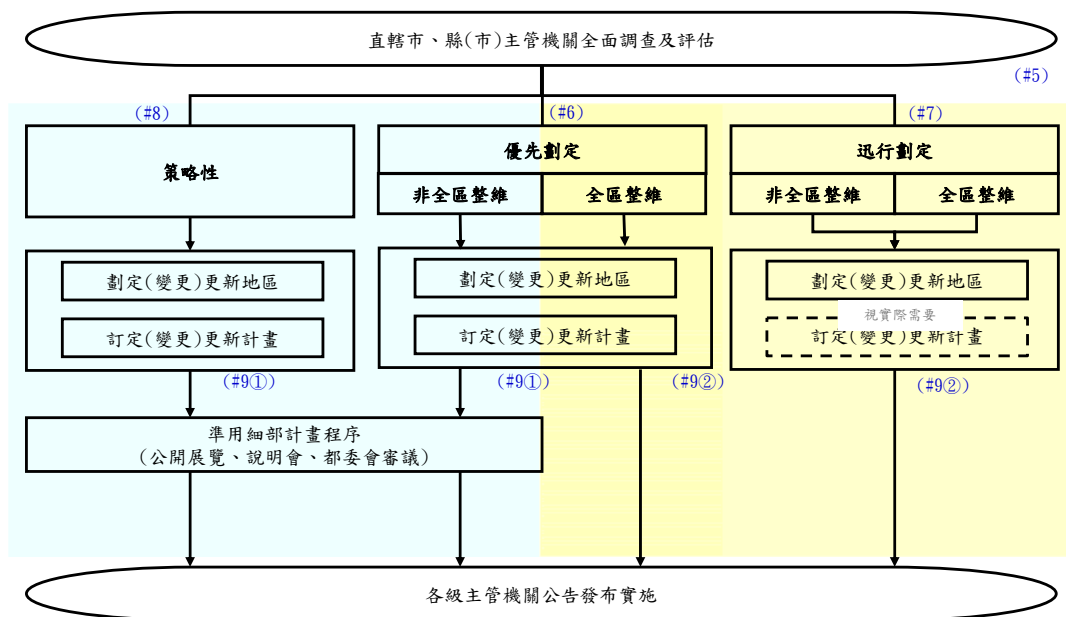 直轄市、縣(市)主管機關全面調查及評估
(#5)
(#8)
(#6)
(#7)
策略性
優先劃定
迅行劃定
非全區整維
全區整維
非全區整維
全區整維
劃定(變更)更新地區
劃定(變更)更新地區
劃定(變更)更新地區
視實際需要
訂定(變更)更新計畫
訂定(變更)更新計畫
訂定(變更)更新計畫
(#9①)
(#9①)
(#9②)
(#9②)
準用細部計畫程序
(公開展覽、說明會、都委會審議)
各級主管機關公告發布實施